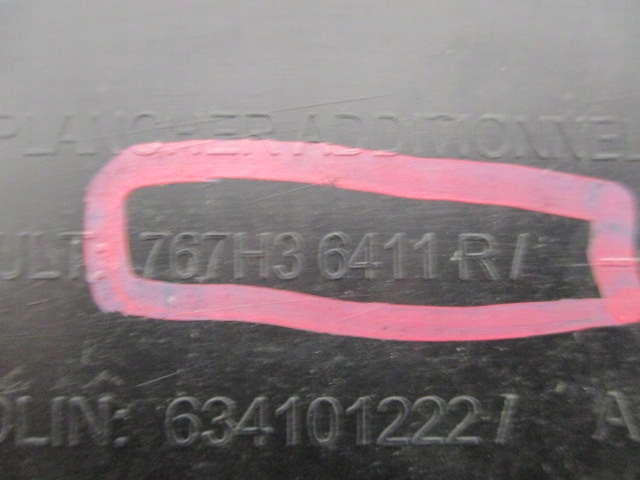 PLANCHER ADDITIONNEL
ULT: 767H3 6411 R /
OLIN: 634101222 / A